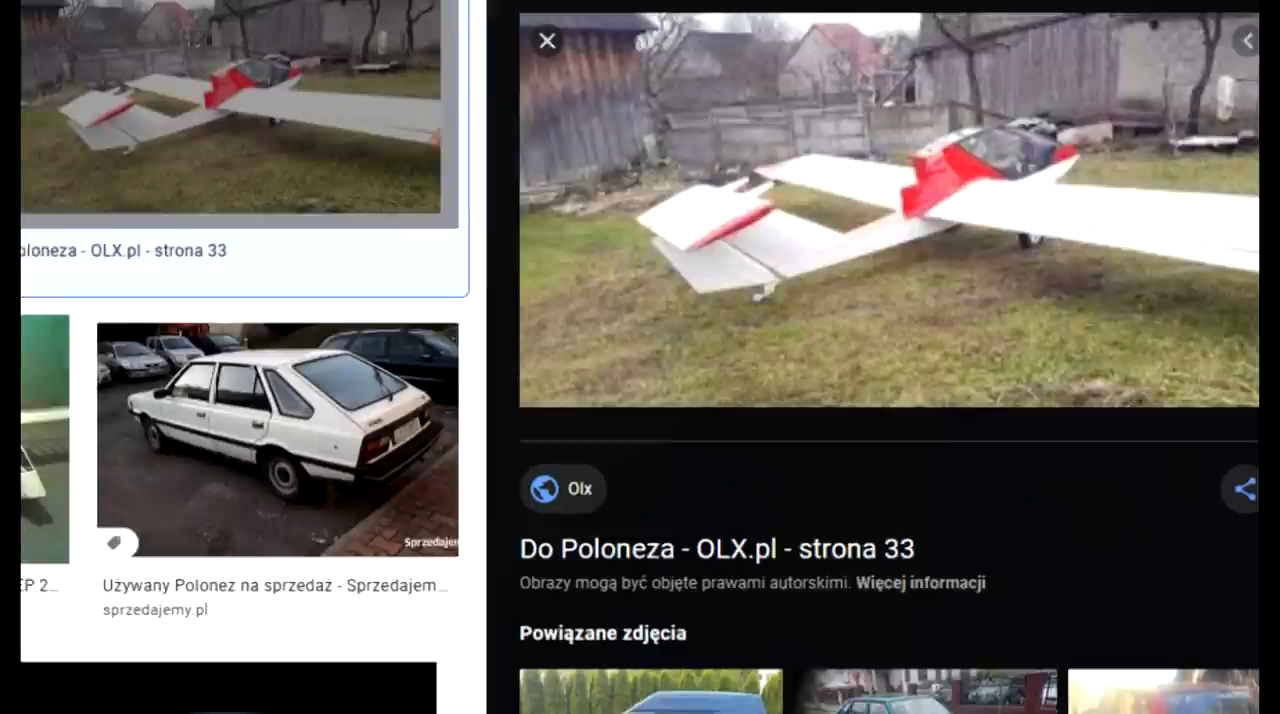 oloneza - OLX.pl - strona 33
Sprzedajem
EP 2...
Używany Polonez na sprzedaż - Sprzedajem...
sprzedajemy.pl
Olx
Do Poloneza - OLX.pl - strona 33
Obrazy mogą być objęte prawami autorskimi. Więcej informacji
Powiązane zdjęcia